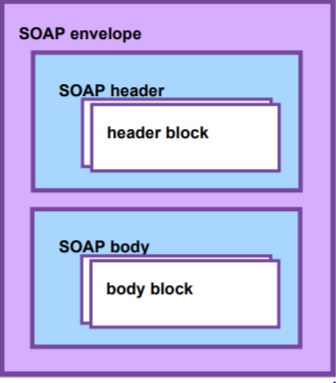 SOAP envelope
SOAP header
header block
SOAP body
body block